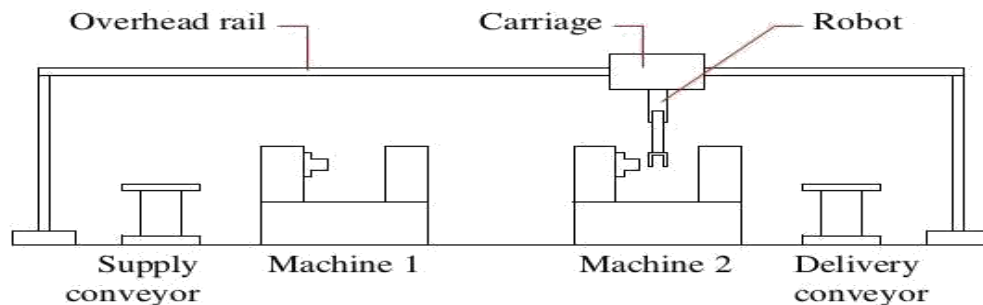 Overhead rail
Carriage
Robot
Supply
conveyor
Machine 1
Machine 2
Delivery
conveyor